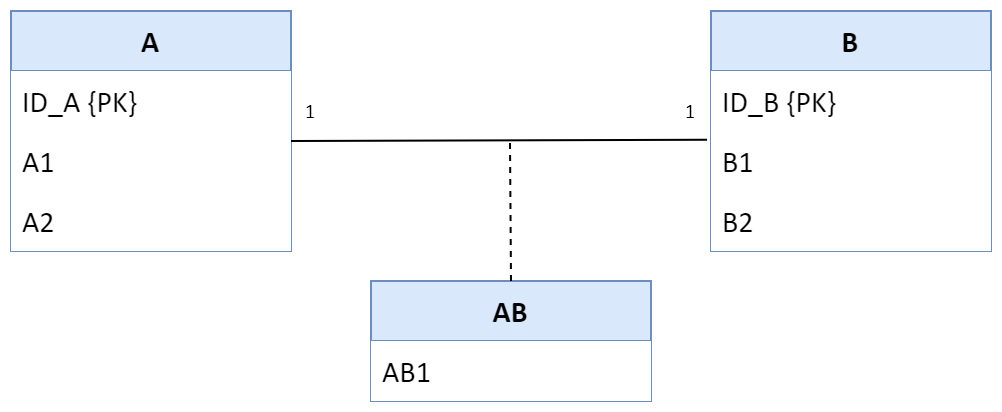 A
ID_A {PK}
A1
A2
1
1
B
ID_B {PK}
B1
B2
AB
AB1